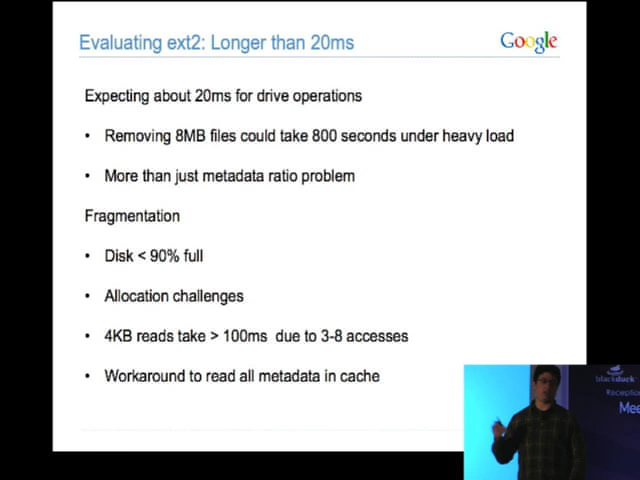 Evaluating ext2: Longer than 20ms
Google
Expecting about 20ms for drive operations
• Removing 8MB files could take 800 seconds under heavy load
• More than just metadata ratio problem
Fragmentation
• Disk < 90% full
• Allocation challenges
• 4KB reads take > 100ms due to 3-8 accesses
• Workaround to read all metadata in cache
blackduck
Mee